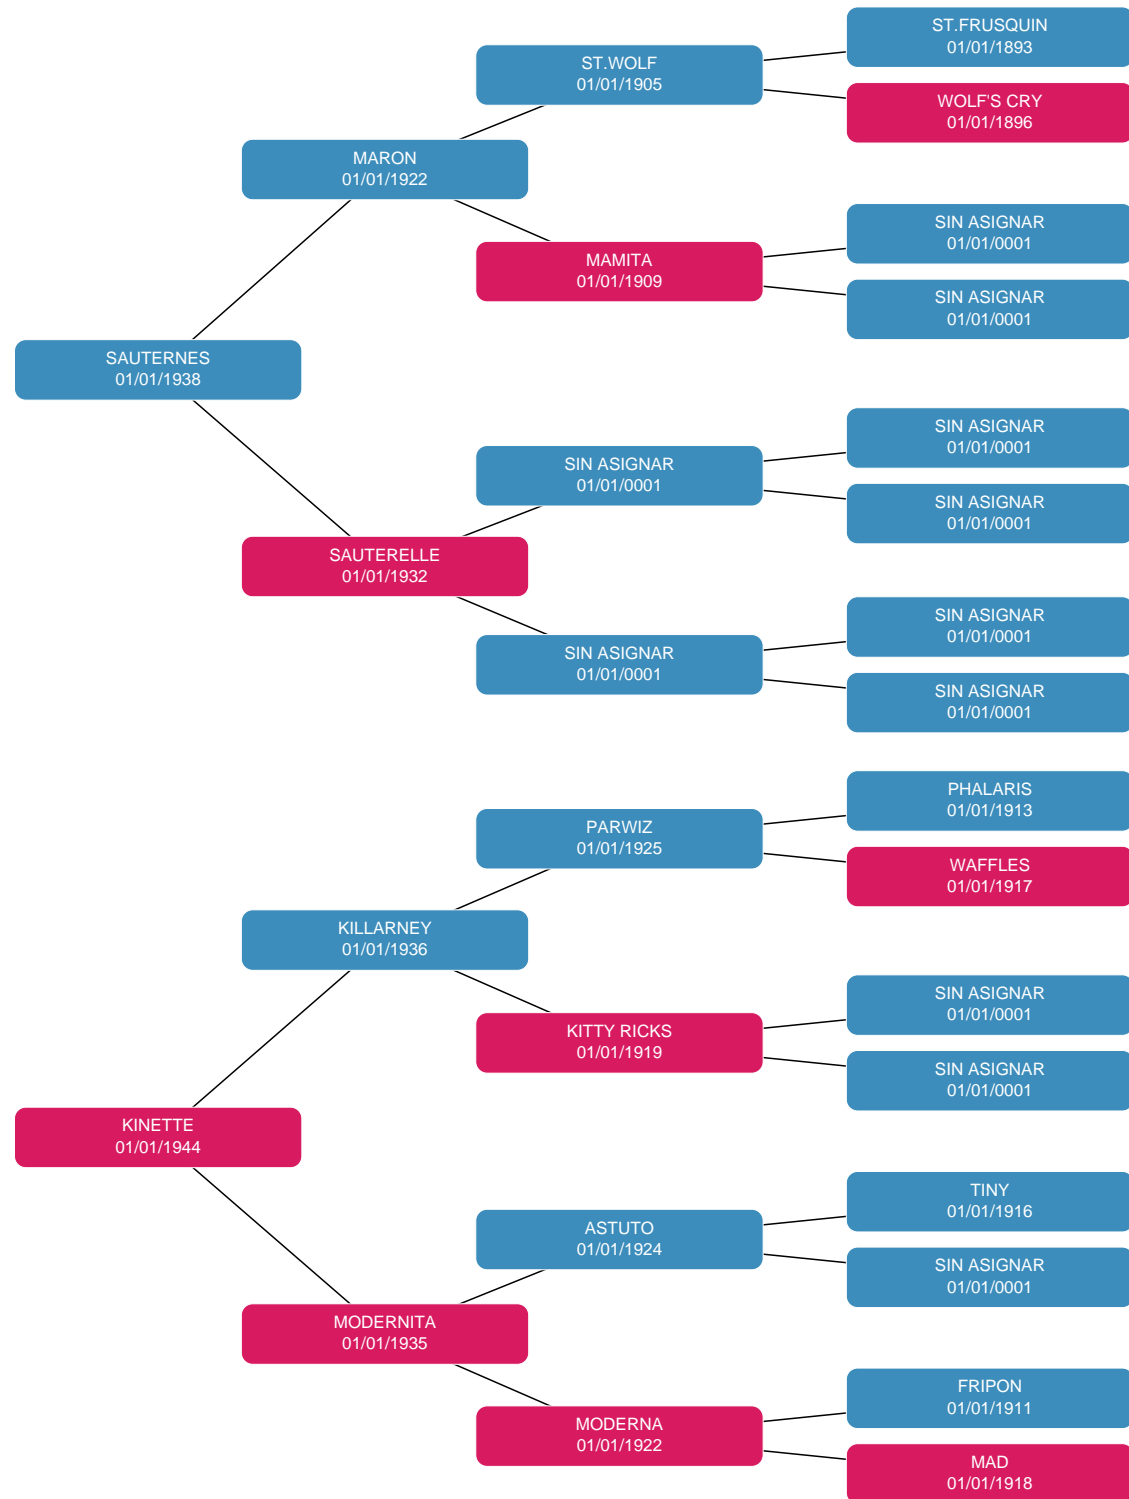 ST.FRUSQUIN
01/01/1893
ST.WOLF
01/01/1905
WOLF'S CRY
01/01/1896
MARON
01/01/1922
SIN ASIGNAR
01/01/0001
MAMITA
01/01/1909
SIN ASIGNAR
01/01/0001
SAUTERNES
01/01/1938
SIN ASIGNAR
01/01/0001
SIN ASIGNAR
01/01/0001
SIN ASIGNAR
01/01/0001
SAUTERELLE
01/01/1932
SIN ASIGNAR
01/01/0001
SIN ASIGNAR
01/01/0001
SIN ASIGNAR
01/01/0001
PHALARIS
01/01/1913
PARWIZ
01/01/1925
WAFFLES
01/01/1917
KILLARNEY
01/01/1936
SIN ASIGNAR
01/01/0001
KITTY RICKS
01/01/1919
SIN ASIGNAR
01/01/0001
KINETTE
01/01/1944
TINY
01/01/1916
ASTUTO
01/01/1924
SIN ASIGNAR
01/01/0001
MODERNITA
01/01/1935
FRIPON
01/01/1911
MODERNA
01/01/1922
MAD
01/01/1918